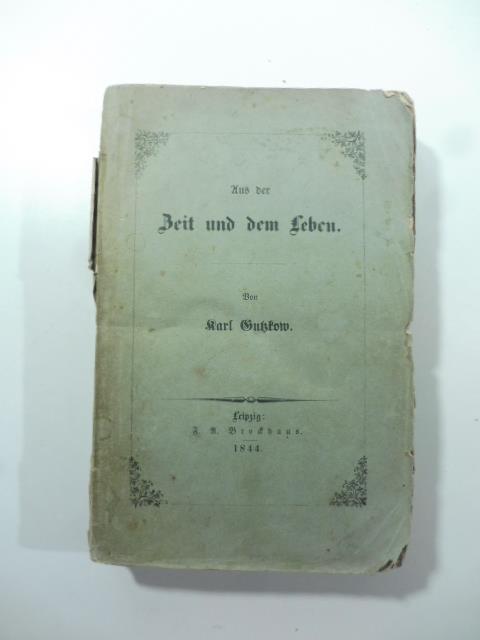 Aus der
Zeit und dem Leben.
Von
Karl Gutzkow.
Leipzig:
F. A. Brockhaus.
1844.